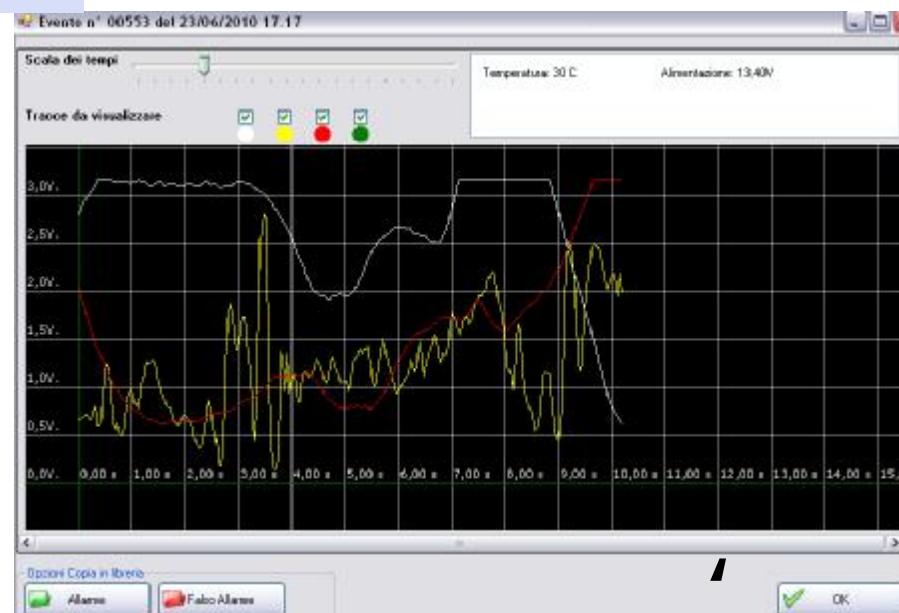 Evento n° 00553 del 23/06/2010 17.17
Scala dei tempi
Temperatura: 30 C Alimentazione: 13,40V
Tracce da visualizzare
3,0V.
2,5V.
2,0V.
1,5V.
1,0V.
0,5V.
0,0V. 0,00 s 1,00 s 2,00 s 3,00 s 4,00 s 5,00 s 6,00 s 7,00 s 8,00 s 9,00 s 10,00 s 11,00 s 12,00 s 13,00 s 14,00 s 15,
Opzioni Copia in libreria
Allarme Falso Allarme OK